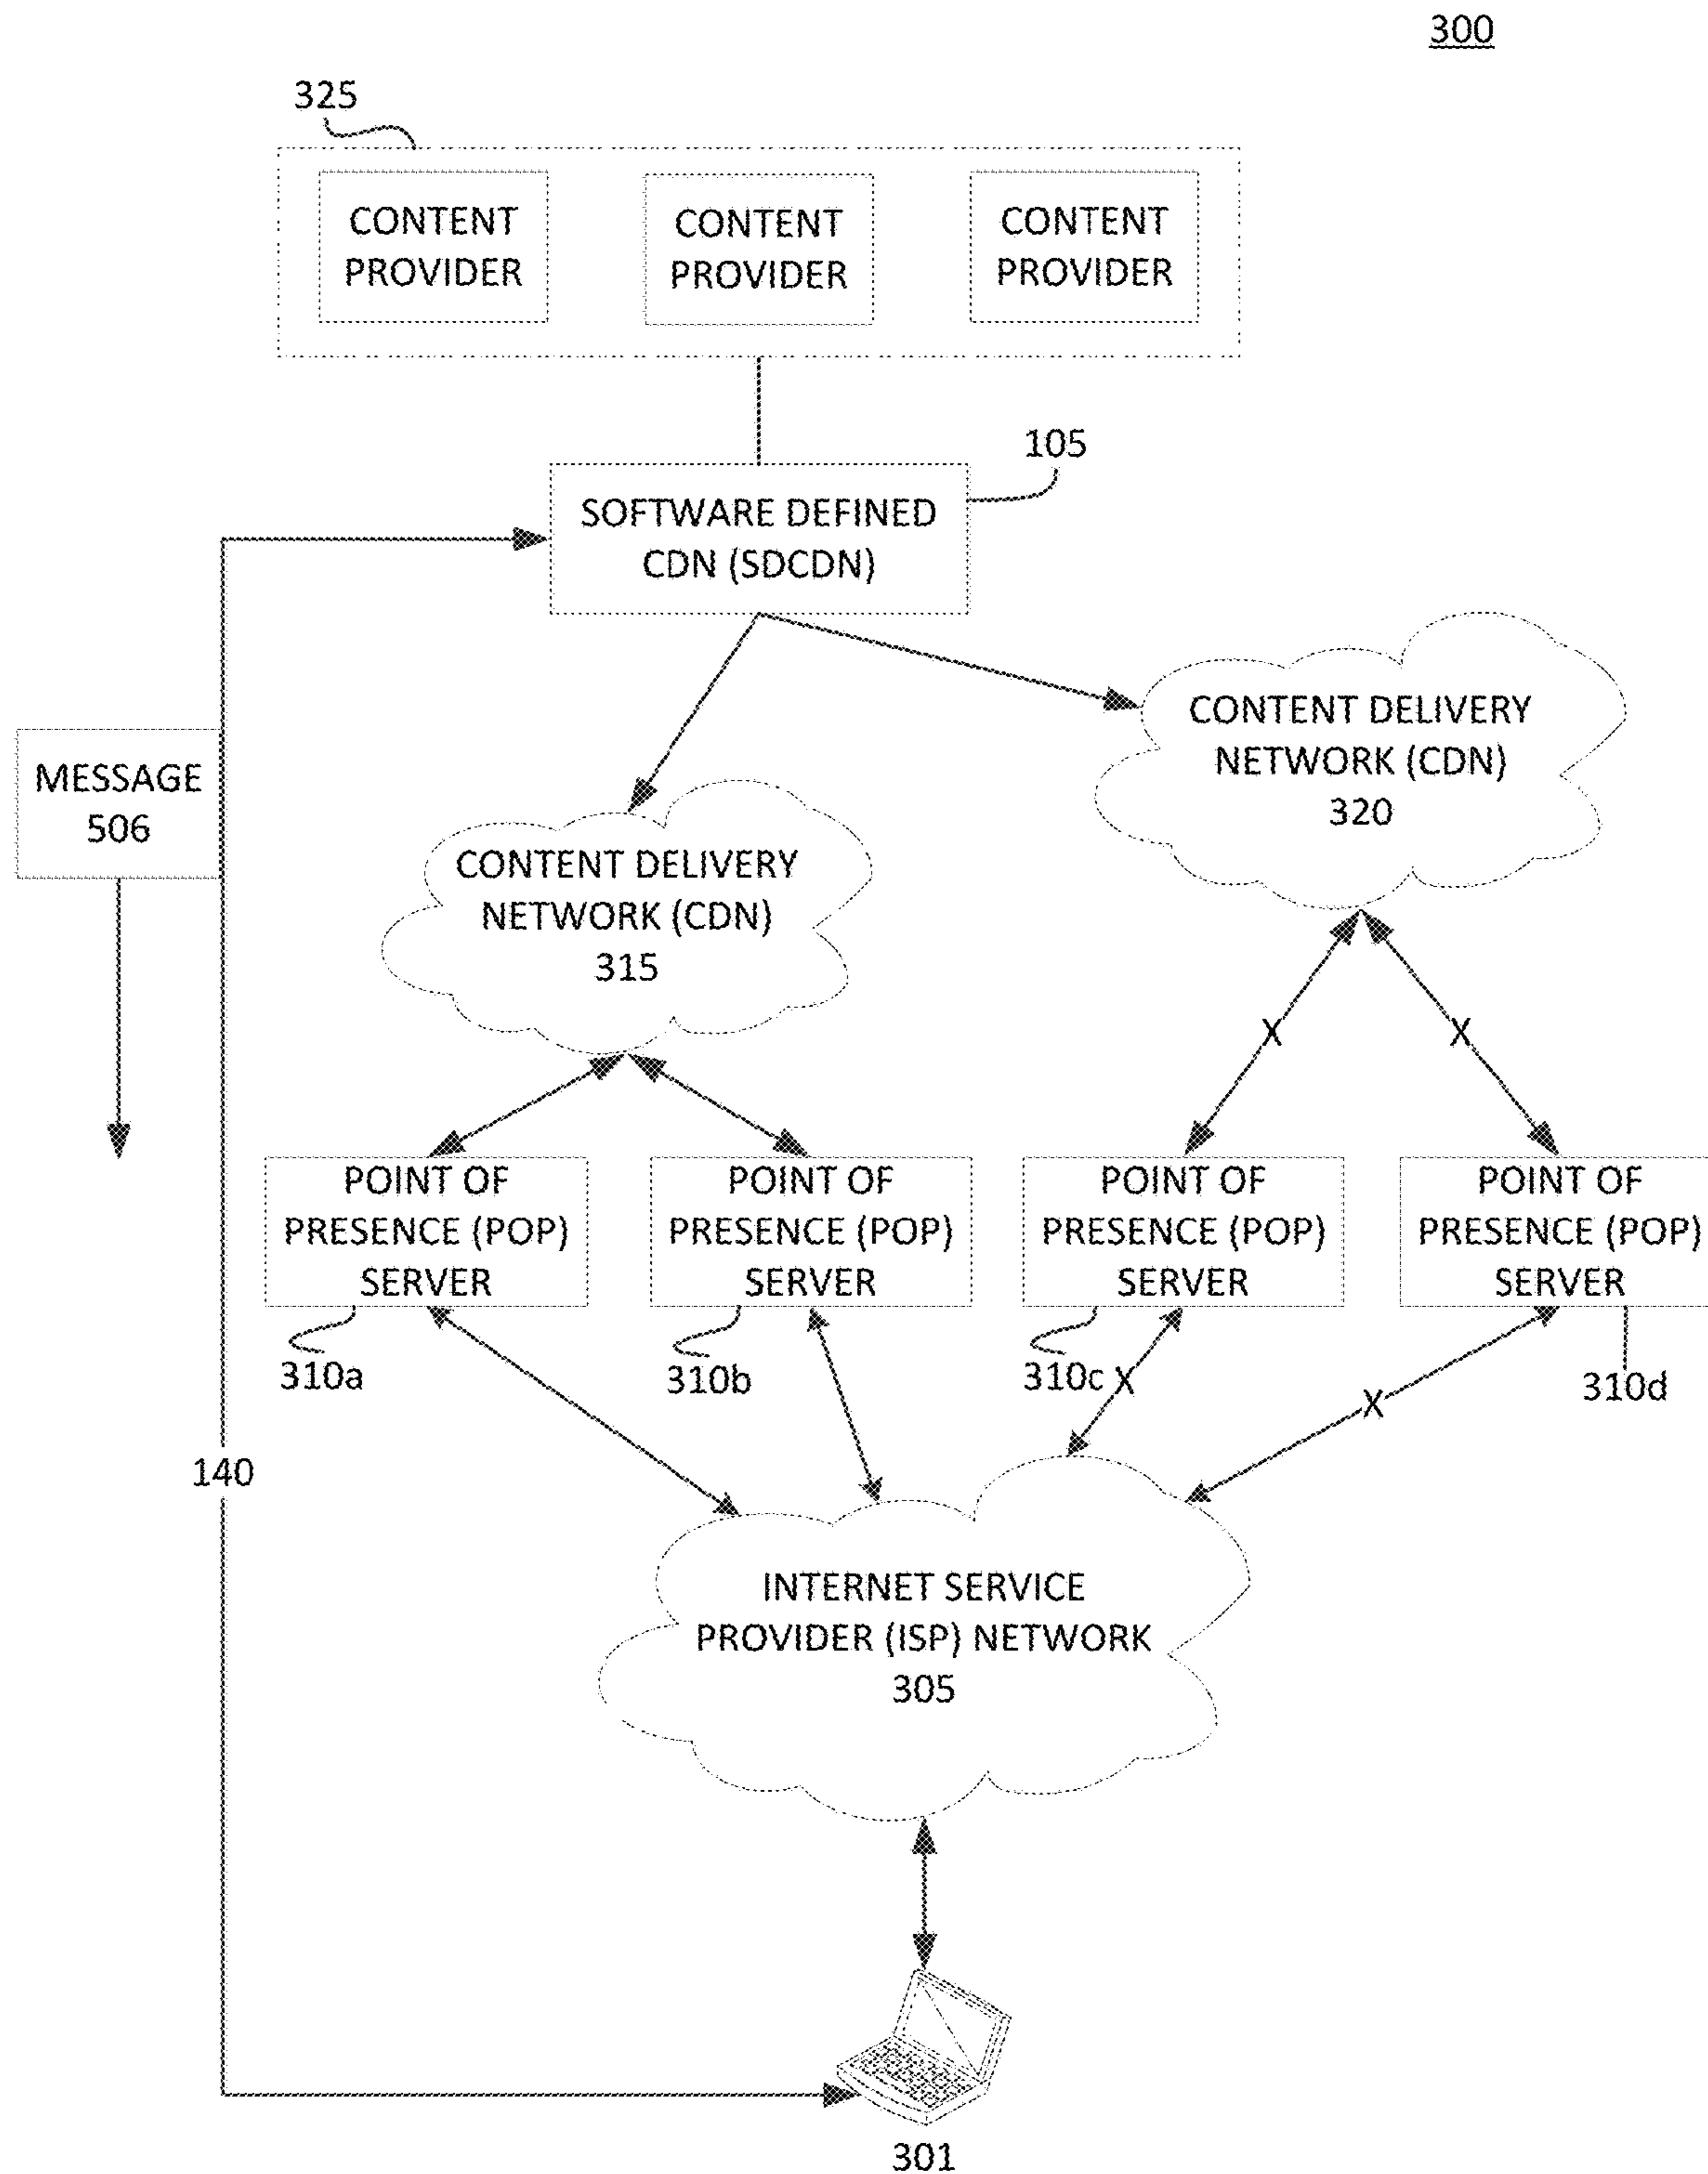 300
325
CONTENT
PROVIDER
CONTENT
PROVIDER
CONTENT
PROVIDER
105
SOFTWARE DEFINED
CDN (SDCDN)
CONTENT DELIVERY
NETWORK (CDN)
320
MESSAGE
506
CONTENT DELIVERY
NETWORK (CDN)
315
X
X
POINT OF
PRESENCE (POP)
SERVER
POINT OF
PRESENCE (POP)
SERVER
POINT OF
PRESENCE (POP)
SERVER
POINT OF
PRESENCE (POP)
SERVER
310a
310b
310c
X
310d
X
140
INTERNET SERVICE
PROVIDER (ISP) NETWORK
305
301